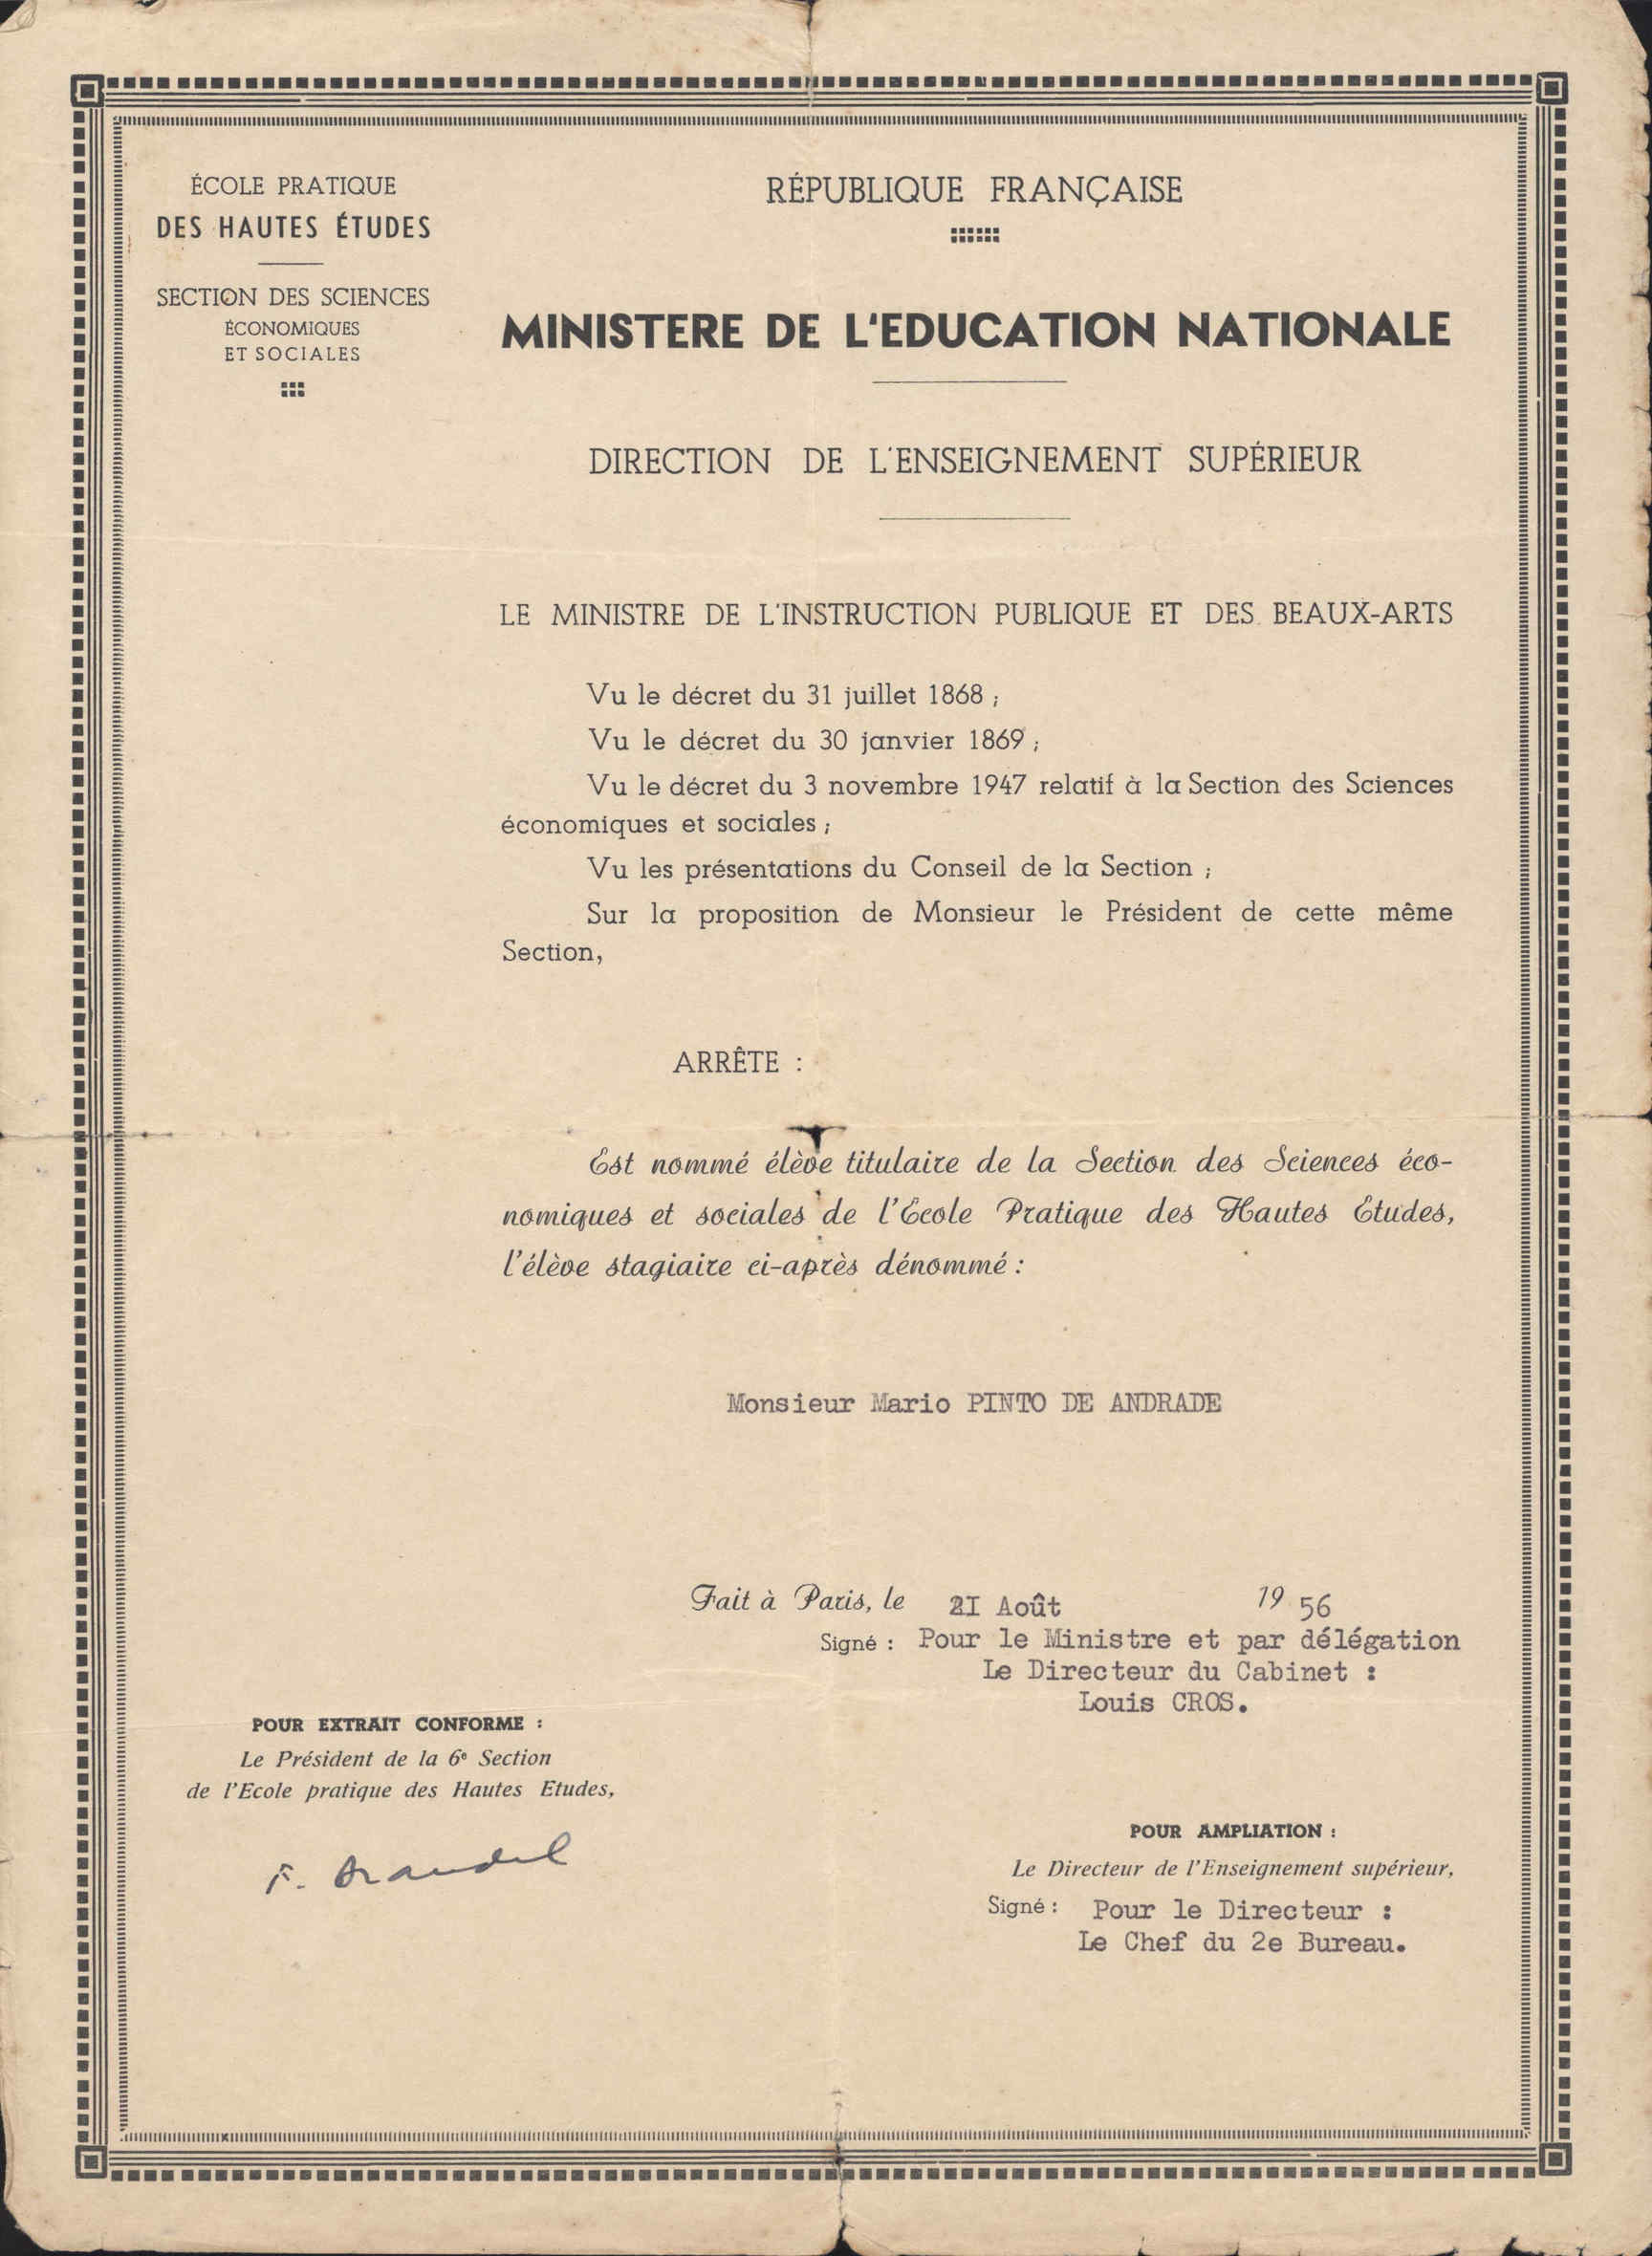 ÉCOLE PRATIQUE
DES HAUTES ÉTUDES
SECTION DES SCIENCES
ÉCONOMIQUES
ET SOCIALES
RÉPUBLIQUE FRANÇAISE
MINISTERE DE L'EDUCATION NATIONALE
DIRECTION DE L'ENSEIGNEMENT SUPÉRIEUR
LE MINISTRE DE L'INSTRUCTION PUBLIQUE ET DES BEAUX-ARTS
Vu le décret du 31 juillet 1868 ;
Vu le décret du 30 janvier 1869 ;
Vu le décret du 3 novembre 1947 relatif à la Section des Sciences
économiques et sociales ;
Vu les présentations du Conseil de la Section ;
Sur la proposition de Monsieur le Président de cette même
Section,
ARRÊTE :
Est nommé élève titulaire de la Section des Sciences éco-
nomiques et sociales de l'Ecole Pratique des Hautes Etudes,
l'élève stagiaire ci-après dénommé :
Monsieur Mario PINTO DE ANDRADE
Fait à Paris, le 2I Août 19 56
Signé : Pour le Ministre et par délégation
Le Directeur du Cabinet :
Louis CROS.
POUR EXTRAIT CONFORME :
Le Président de la 6e Section
de l'Ecole pratique des Hautes Etudes,
F. Braudel
POUR AMPLIATION :
Le Directeur de l'Enseignement supérieur,
Signé : Pour le Directeur :
Le Chef du 2e Bureau.